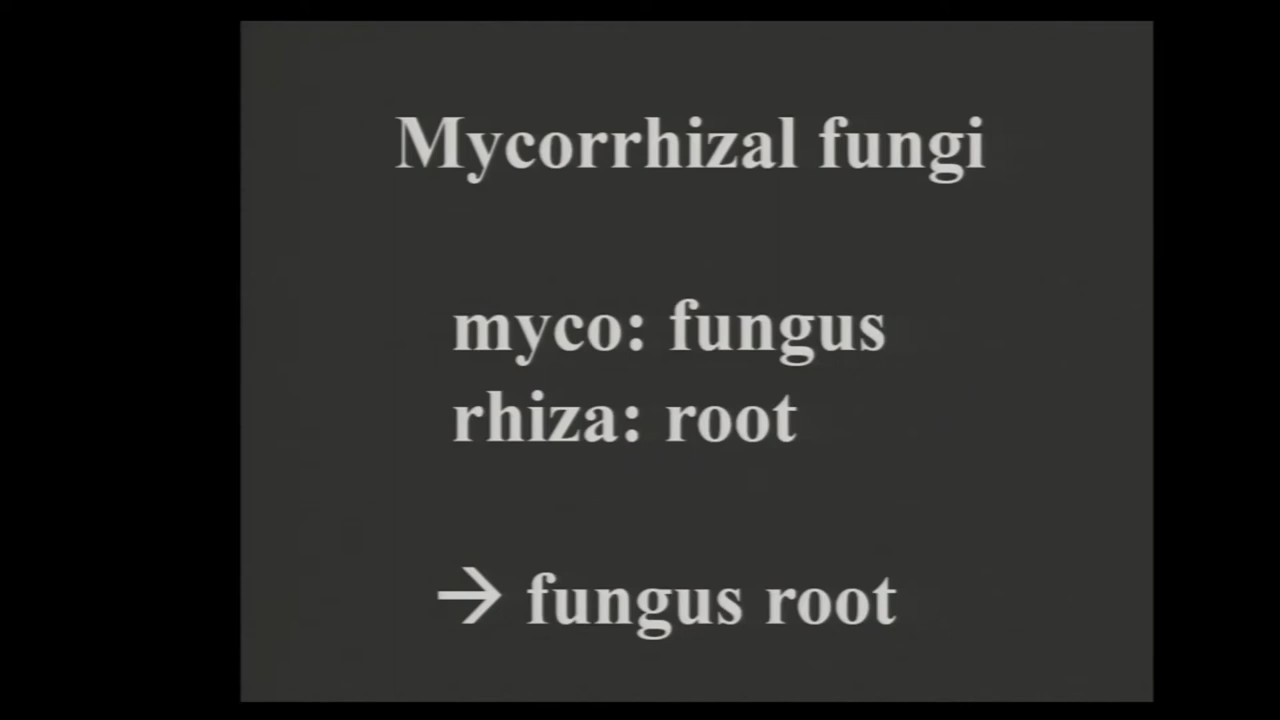 Mycorrhizal fungi
myco: fungus
rhiza: root
→ fungus root